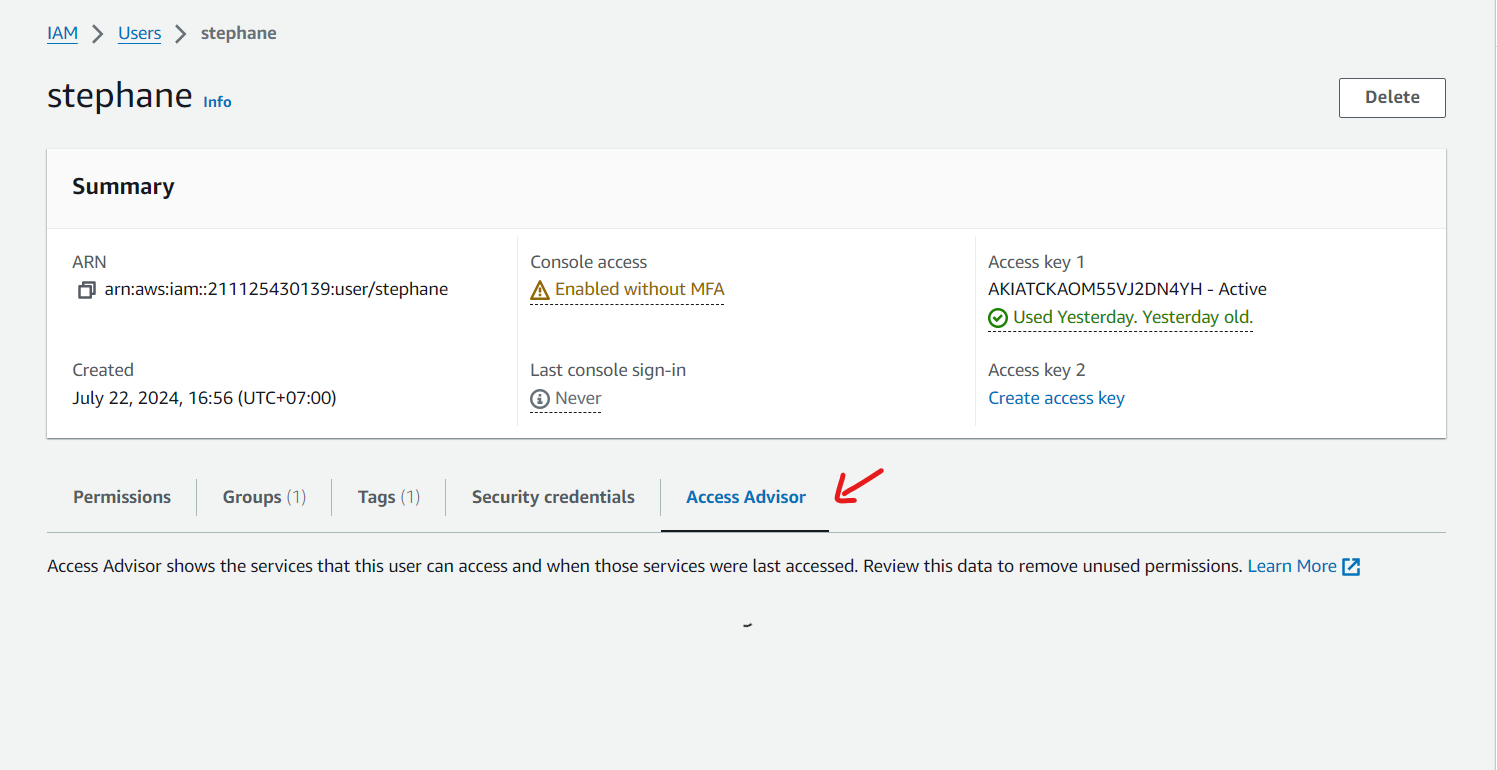 IAM > Users > stephane
stephane Info
Delete
Summary
ARN
arn:aws:iam::211125430139:user/stephane
Console access
Enabled without MFA
Access key 1
AKIATCKAOM55VJ2DN4YH - Active
Used Yesterday. Yesterday old.
Created
July 22, 2024, 16:56 (UTC+07:00)
Last console sign-in
Never
Access key 2
Create access key
Permissions
Groups (1)
Tags (1)
Security credentials
Access Advisor
Access Advisor shows the services that this user can access and when those services were last accessed. Review this data to remove unused permissions. Learn More